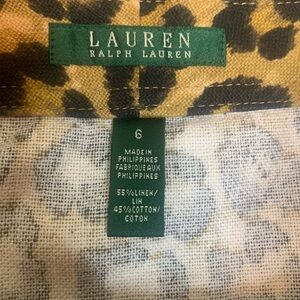 LAUREN
RALPH LAUREN
6
MADE IN
PHILIPPINES
FABRIQUE AUX
PHILIPPINES
55%LINEN/
LIN
45%COTTON/
COTON